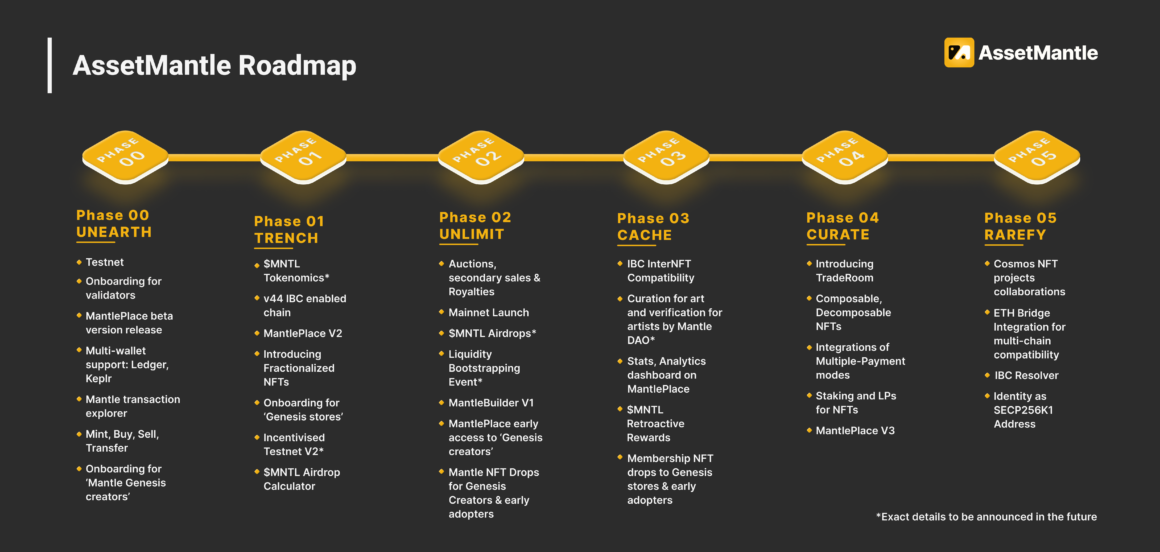 AssetMantle Roadmap
AssetMantle
PHASE
00
PHASE
01
PHASE
02
PHASE
03
PHASE
04
PHASE
05
Phase 00
UNEARTH
Testnet
Onboarding for
validators
MantlePlace beta
version release
Multi-wallet
support: Ledger,
Keplr
Mantle transaction
explorer
Mint, Buy, Sell,
Transfer
Onboarding for
‘Mantle Genesis
creators’
Phase 01
TRENCH
$MNTL
Tokenomics*
v44 IBC enabled
chain
MantlePlace V2
Introducing
Fractionalized
NFTs
Onboarding for
‘Genesis stores’
Incentivised
Testnet V2*
$MNTL Airdrop
Calculator
Phase 02
UNLIMIT
Auctions,
secondary sales &
Royalties
Mainnet Launch
$MNTL Airdrops*
Liquidity
Bootstrapping
Event*
MantleBuilder V1
MantlePlace early
access to ‘Genesis
creators’
Mantle NFT Drops
for Genesis
Creators & early
adopters
Phase 03
CACHE
IBC InterNFT
Compatibility
Curation for art
and verification for
artists by Mantle
DAO*
Stats, Analytics
dashboard on
MantlePlace
$MNTL
Retroactive
Rewards
Membership NFT
drops to Genesis
stores & early
adopters
Phase 04
CURATE
Introducing
TradeRoom
Composable,
Decomposable
NFTs
Integrations of
Multiple-Payment
modes
Staking and LPs
for NFTs
MantlePlace V3
Phase 05
RAREFY
Cosmos NFT
projects
collaborations
ETH Bridge
Integration for
multi-chain
compatibility
IBC Resolver
Identity as
SECP256K1
Address
*Exact details to be announced in the future